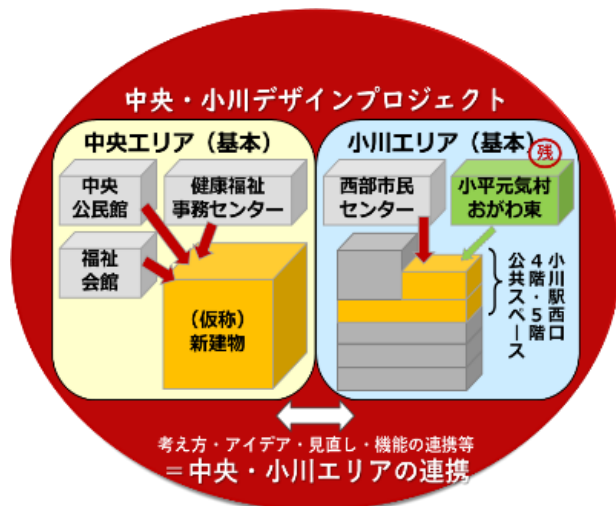 中央・小川デザインプロジェクト
中央エリア（基本）
中央
公民館
健康福祉
事務センター
福祉
会館
（仮称）
新建物
小川エリア（基本）
残
西部市民
センター
小平元気村
おがわ東
小川駅西口
４階・５階
公共スペース
考え方・アイデア・見直し・機能の連携等
＝中央・小川エリアの連携